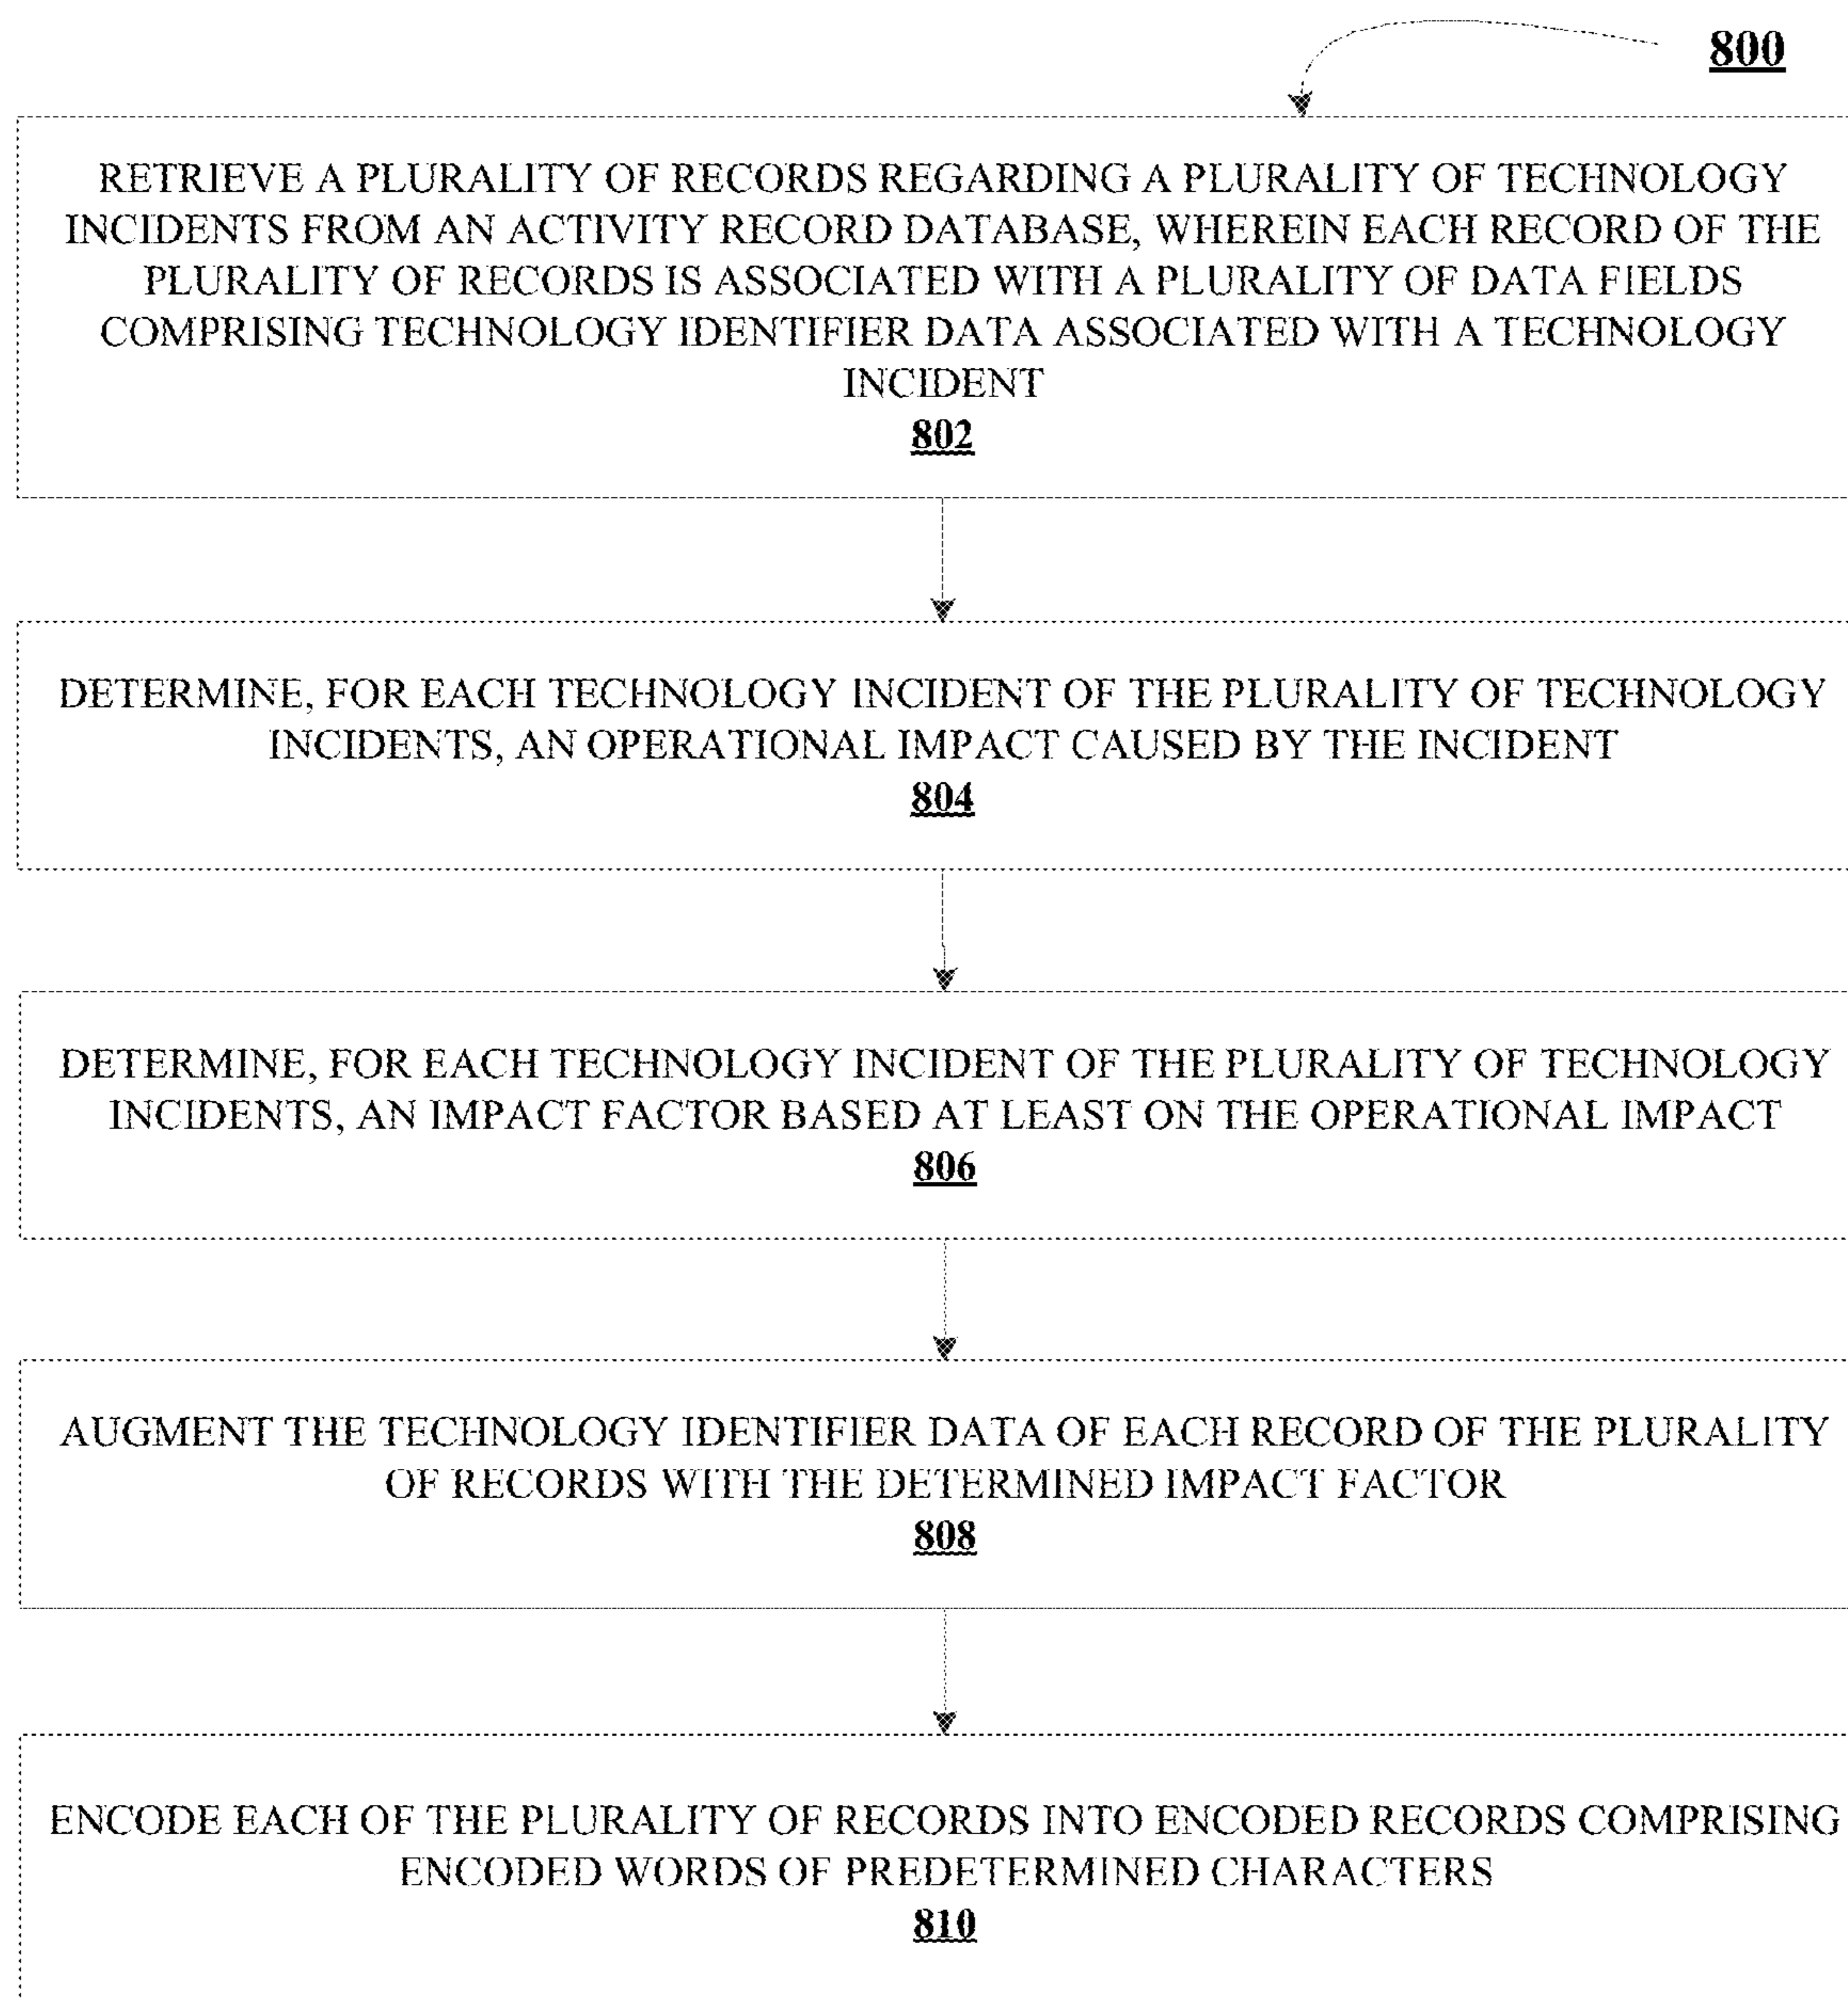 800
RETRIEVE A PLURALITY OF RECORDS REGARDING A PLURALITY OF TECHNOLOGY
INCIDENTS FROM AN ACTIVITY RECORD DATABASE, WHEREIN EACH RECORD OF THE
PLURALITY OF RECORDS IS ASSOCIATED WITH A PLURALITY OF DATA FIELDS
COMPRISING TECHNOLOGY IDENTIFIER DATA ASSOCIATED WITH A TECHNOLOGY
INCIDENT
802
DETERMINE, FOR EACH TECHNOLOGY INCIDENT OF THE PLURALITY OF TECHNOLOGY
INCIDENTS, AN OPERATIONAL IMPACT CAUSED BY THE INCIDENT
804
DETERMINE, FOR EACH TECHNOLOGY INCIDENT OF THE PLURALITY OF TECHNOLOGY
INCIDENTS, AN IMPACT FACTOR BASED AT LEAST ON THE OPERATIONAL IMPACT
806
AUGMENT THE TECHNOLOGY IDENTIFIER DATA OF EACH RECORD OF THE PLURALITY
OF RECORDS WITH THE DETERMINED IMPACT FACTOR
808
ENCODE EACH OF THE PLURALITY OF RECORDS INTO ENCODED RECORDS COMPRISING
ENCODED WORDS OF PREDETERMINED CHARACTERS
810